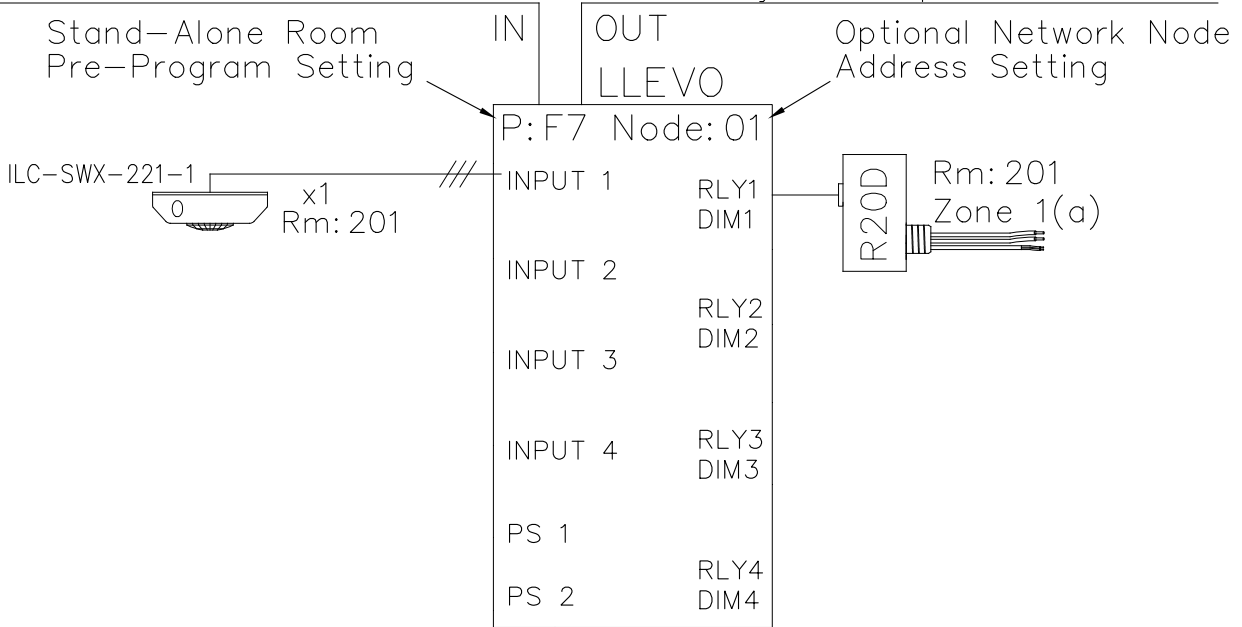 Stand-Alone Room
Pre-Program Setting
IN
OUT
LLEVO
Optional Network Node
Address Setting
P: F7 Node: 01
ILC-SWX-221-1
O
x1
Rm: 201
INPUT 1
INPUT 2
INPUT 3
INPUT 4
PS 1
PS 2
RLY1
DIM1
RLY2
DIM2
RLY3
DIM3
RLY4
DIM4
R20D
Rm: 201
Zone 1(a)